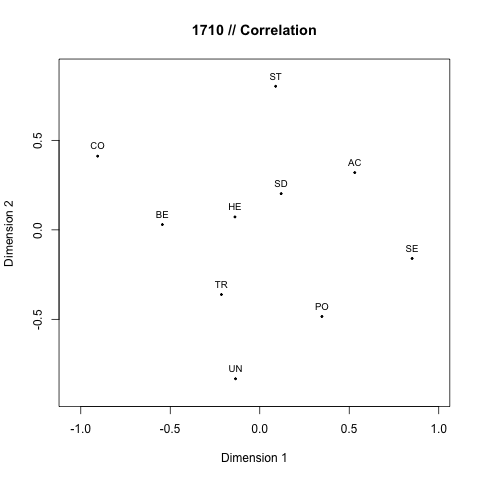 1710 // Correlation
ST
CO
AC
SD
HE
BE
SE
TR
PO
UN
0.5
0.0
-0.5
Dimension 2
-1.0 -0.5 0.0 0.5 1.0
Dimension 1